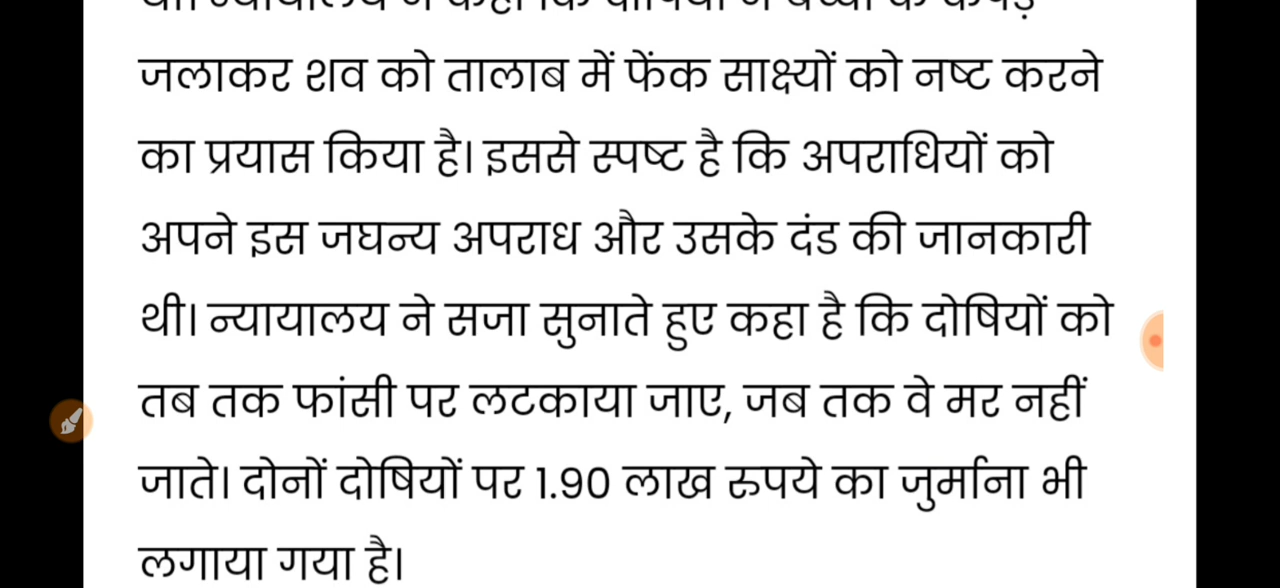 जलाकर शव को तालाब में फेंक साक्ष्यों को नष्ट करने
का प्रयास किया है। इससे स्पष्ट है कि अपराधियों को
अपने इस जघन्य अपराध और उसके दंड की जानकारी
थी। न्यायालय ने सजा सुनाते हुए कहा है कि दोषियों को
तब तक फांसी पर लटकाया जाए, जब तक वे मर नहीं
जाते। दोनों दोषियों पर 1.90 लाख रुपये का जुर्माना भी
लगाया गया है।